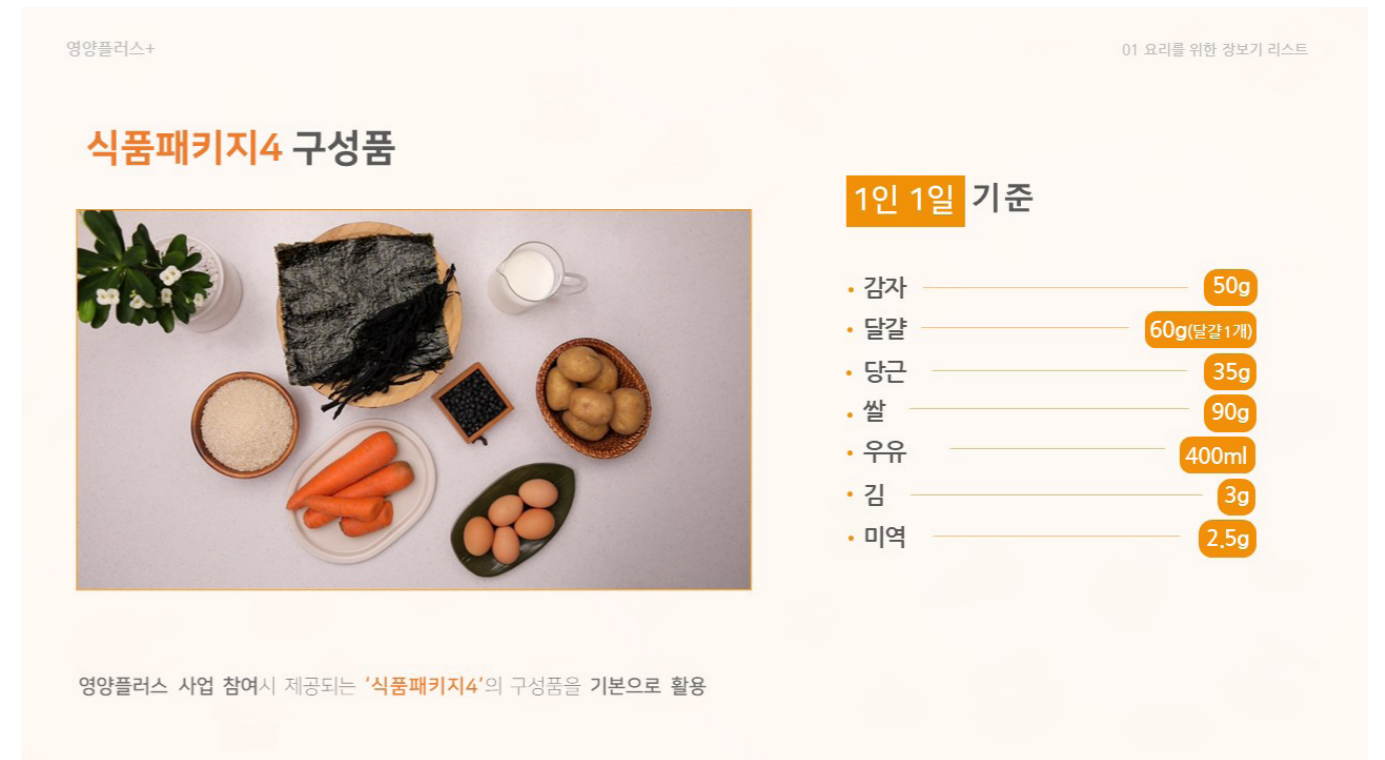 영양플러스+
01 요리를 위한 장보기 리스트
식품패키지4 구성품
1인 1일 기준
• 감자 50g
• 달걀 60g(달걀1개)
• 당근 35g
• 쌀 90g
• 우유 400ml
• 김 3g
• 미역 2.5g
영양플러스 사업 참여시 제공되는 ‘식품패키지4’의 구성품을 기본으로 활용